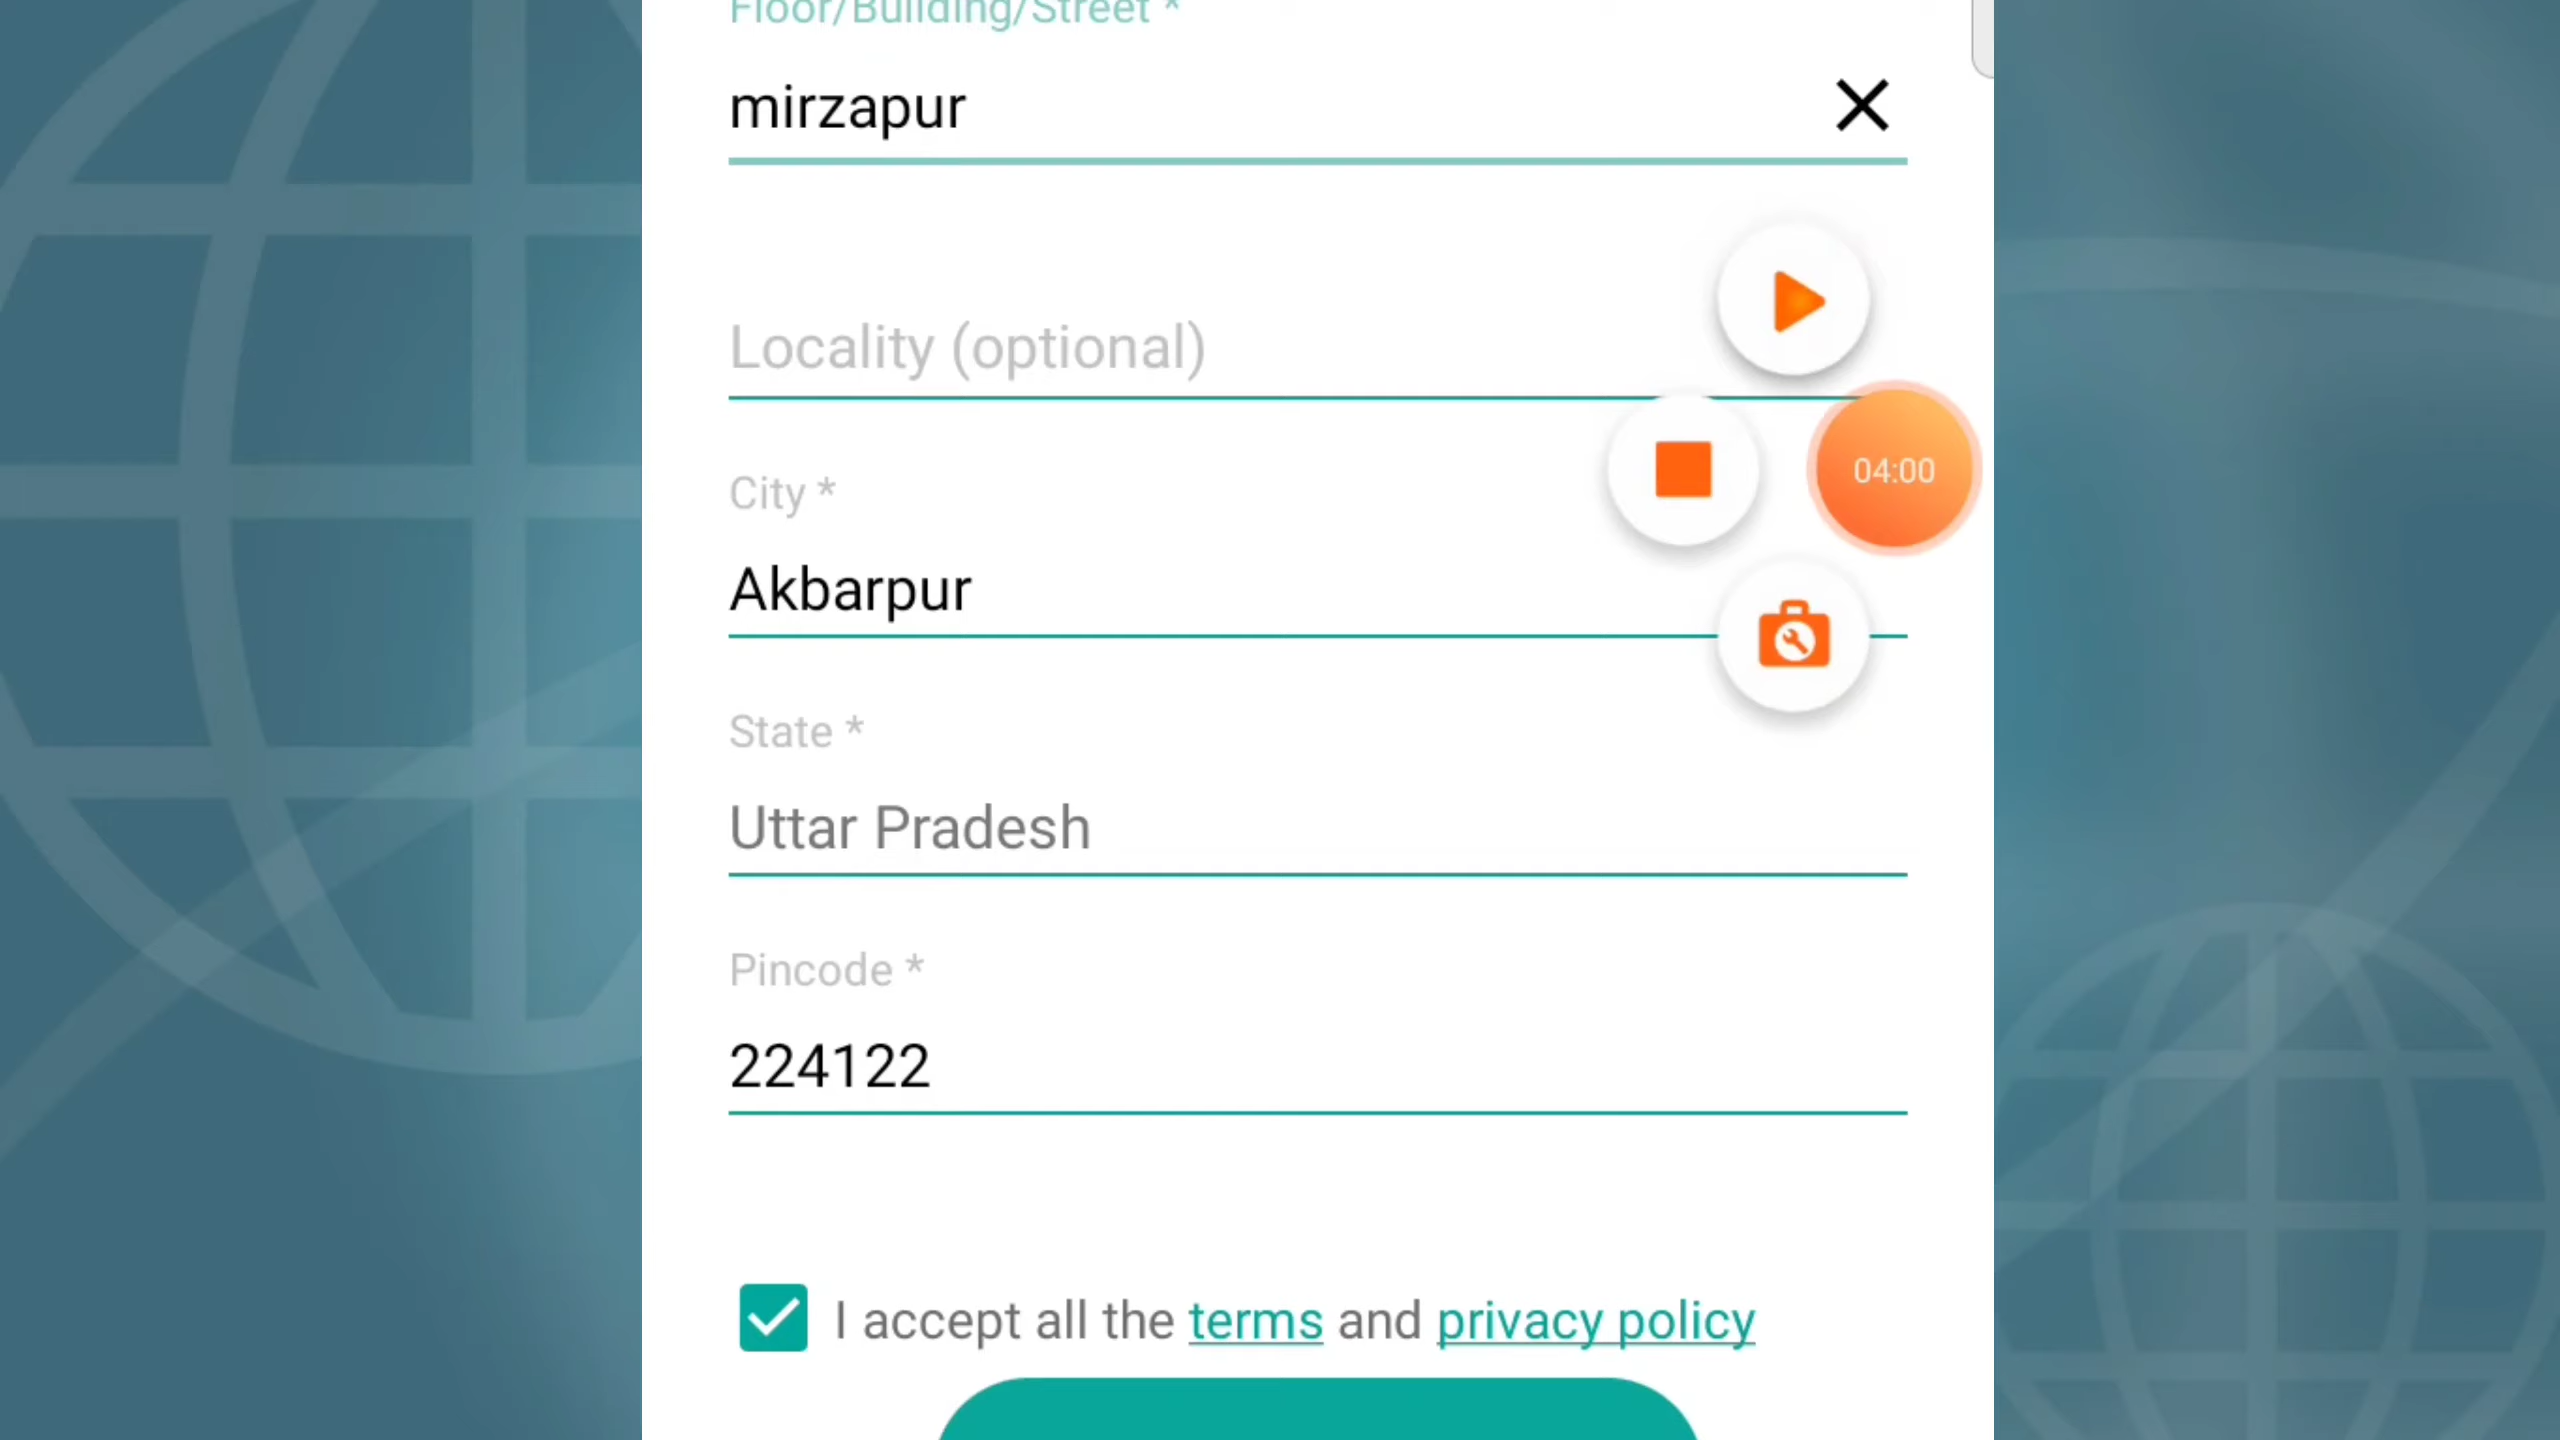 Floor/Building/Street *
mirzapur
Locality (optional)
City *
04:00
Akbarpur
State *
Uttar Pradesh
Pincode *
224122
I accept all the terms and privacy policy